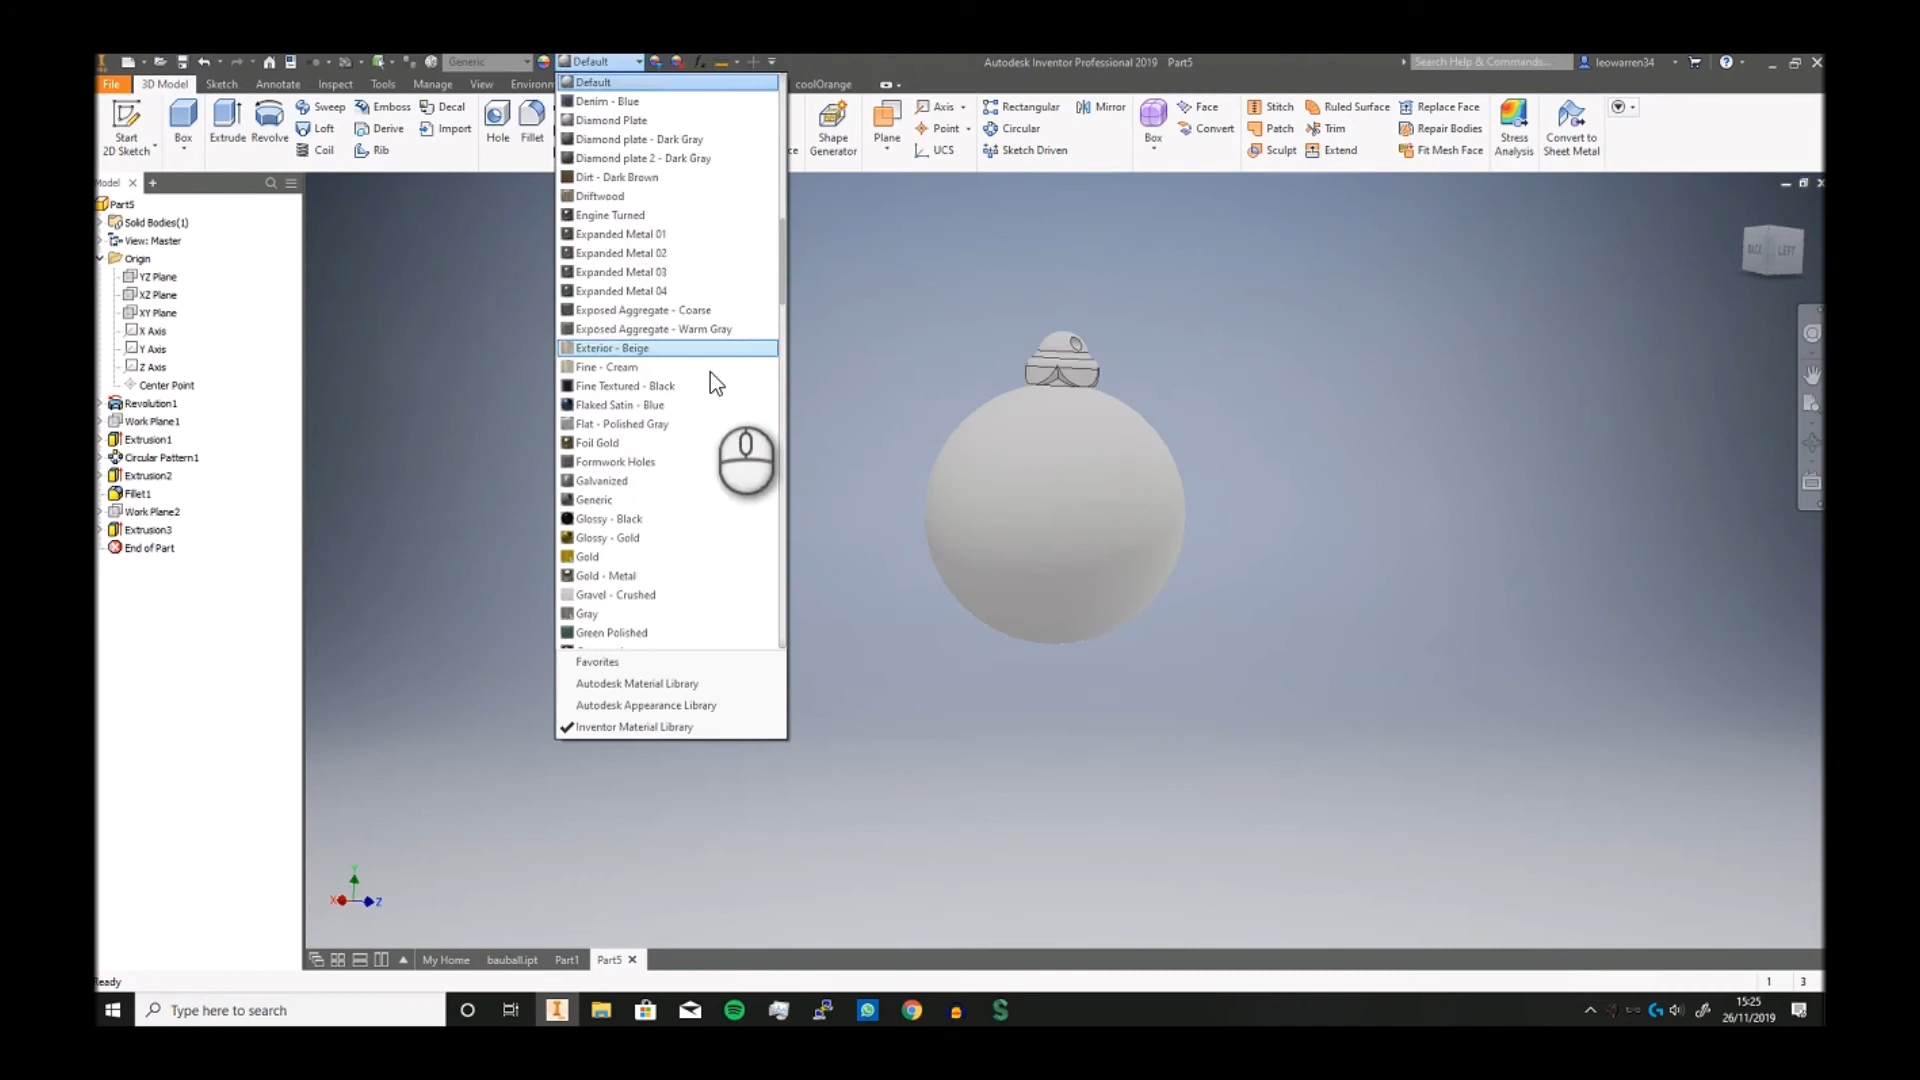 Generic
Default
Autodesk Inventor Professional 2019 Part5
Search Help & Commands...
leowarren34
File
3D Model
Sketch
Annotate
Inspect
Tools
Manage
View
coolOrange
Start
2D Sketch
Box
Extrude
Revolve
Sweep
Emboss
Decal
Loft
Derive
Import
Coil
Rib
Hole
Fillet
Shape
Generator
Plane
Axis
Point
UCS
Rectangular
Mirror
Circular
Sketch Driven
Box
Face
Convert
Stitch
Ruled Surface
Replace Face
Patch
Trim
Repair Bodies
Sculpt
Extend
Fit Mesh Face
Stress
Analysis
Convert to
Sheet Metal
Model
Part5
Solid Bodies(1)
View: Master
Origin
YZ Plane
XZ Plane
XY Plane
X Axis
Y Axis
Z Axis
Center Point
Revolution1
Work Plane1
Extrusion1
Circular Pattern1
Extrusion2
Fillet1
Work Plane2
Extrusion3
End of Part
Default
Denim - Blue
Diamond Plate
Diamond plate - Dark Gray
Diamond plate 2 - Dark Gray
Dirt - Dark Brown
Driftwood
Engine Turned
Expanded Metal 01
Expanded Metal 02
Expanded Metal 03
Expanded Metal 04
Exposed Aggregate - Coarse
Exposed Aggregate - Warm Gray
Exterior - Beige
Fine - Cream
Fine Textured - Black
Flaked Satin - Blue
Flat - Polished Gray
Foil Gold
Formwork Holes
Galvanized
Generic
Glossy - Black
Glossy - Gold
Gold
Gold - Metal
Gravel - Crushed
Gray
Green Polished
Favorites
Autodesk Material Library
Autodesk Appearance Library
Inventor Material Library
BACK
LEFT
Y
X
Z
My Home
bauball.ipt
Part1
Part5
1
3
Type here to search
15:25
26/11/2019